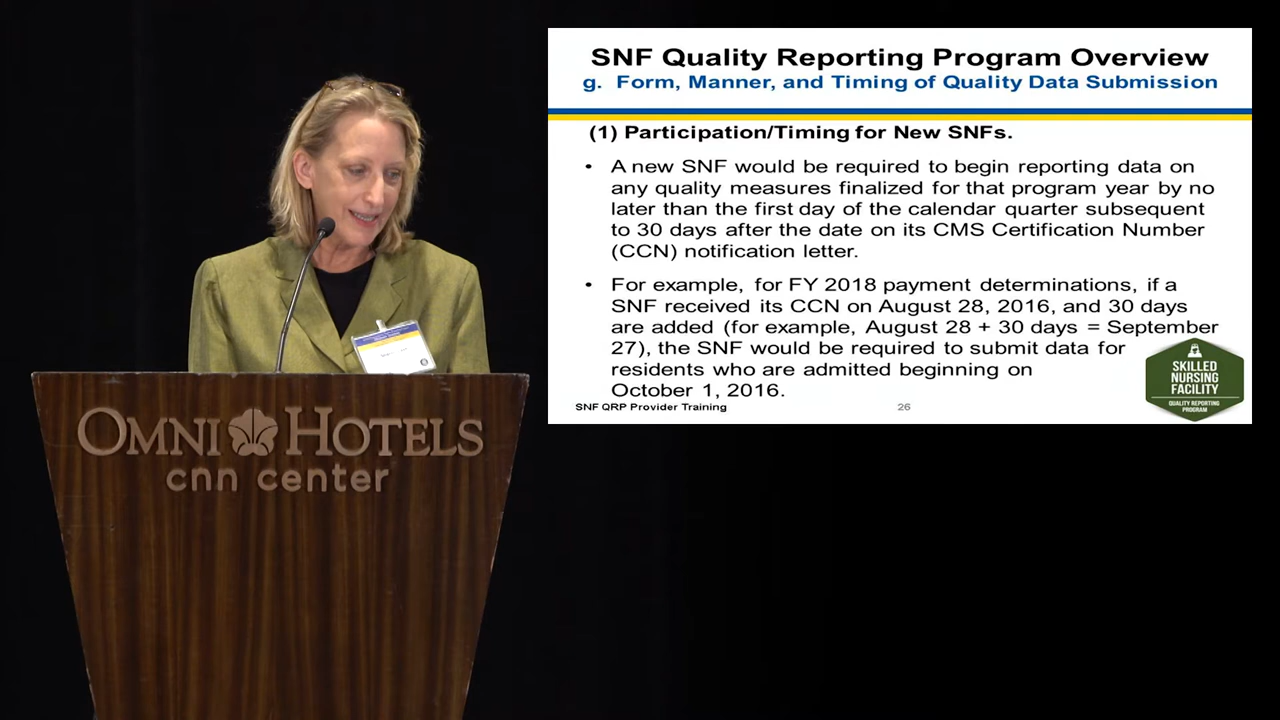 SNF Quality Reporting Program Overview
g. Form, Manner, and Timing of Quality Data Submission
(1) Participation/Timing for New SNFs.
• A new SNF would be required to begin reporting data on
any quality measures finalized for that program year by no
later than the first day of the calendar quarter subsequent
to 30 days after the date on its CMS Certification Number
(CCN) notification letter.
• For example, for FY 2018 payment determinations, if a
SNF received its CCN on August 28, 2016, and 30 days
are added (for example, August 28 + 30 days = September
27), the SNF would be required to submit data for
residents who are admitted beginning on
October 1, 2016.
SNF QRP Provider Training
26
SKILLED
NURSING
FACILITY
QUALITY REPORTING
PROGRAM
OMNI HOTELS
cnn center